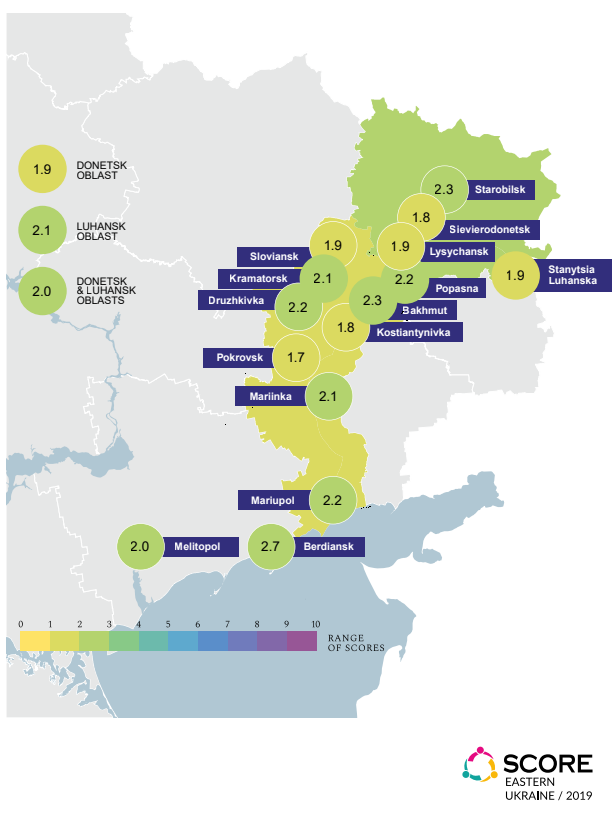 1.9
DONETSK
OBLAST
2.1
LUHANSK
OBLAST
2.0
DONETSK
& LUHANSK
OBLASTS
2.3
Starobilsk
1.8
Sievierodonetsk
1.9
Lysychansk
1.9
Sloviansk
2.1
Kramatorsk
2.2
Druzhkivka
2.2
Popasna
1.9
Stanytsia
Luhanska
2.3
Bakhmut
1.8
Kostiantynivka
1.7
Pokrovsk
2.1
Mariinka
2.2
Mariupol
2.0
Melitopol
2.7
Berdiansk
0 1 2 3 4 5 6 7 8 9 10
RANGE
OF SCORES
SCORE
EASTERN
UKRAINE / 2019